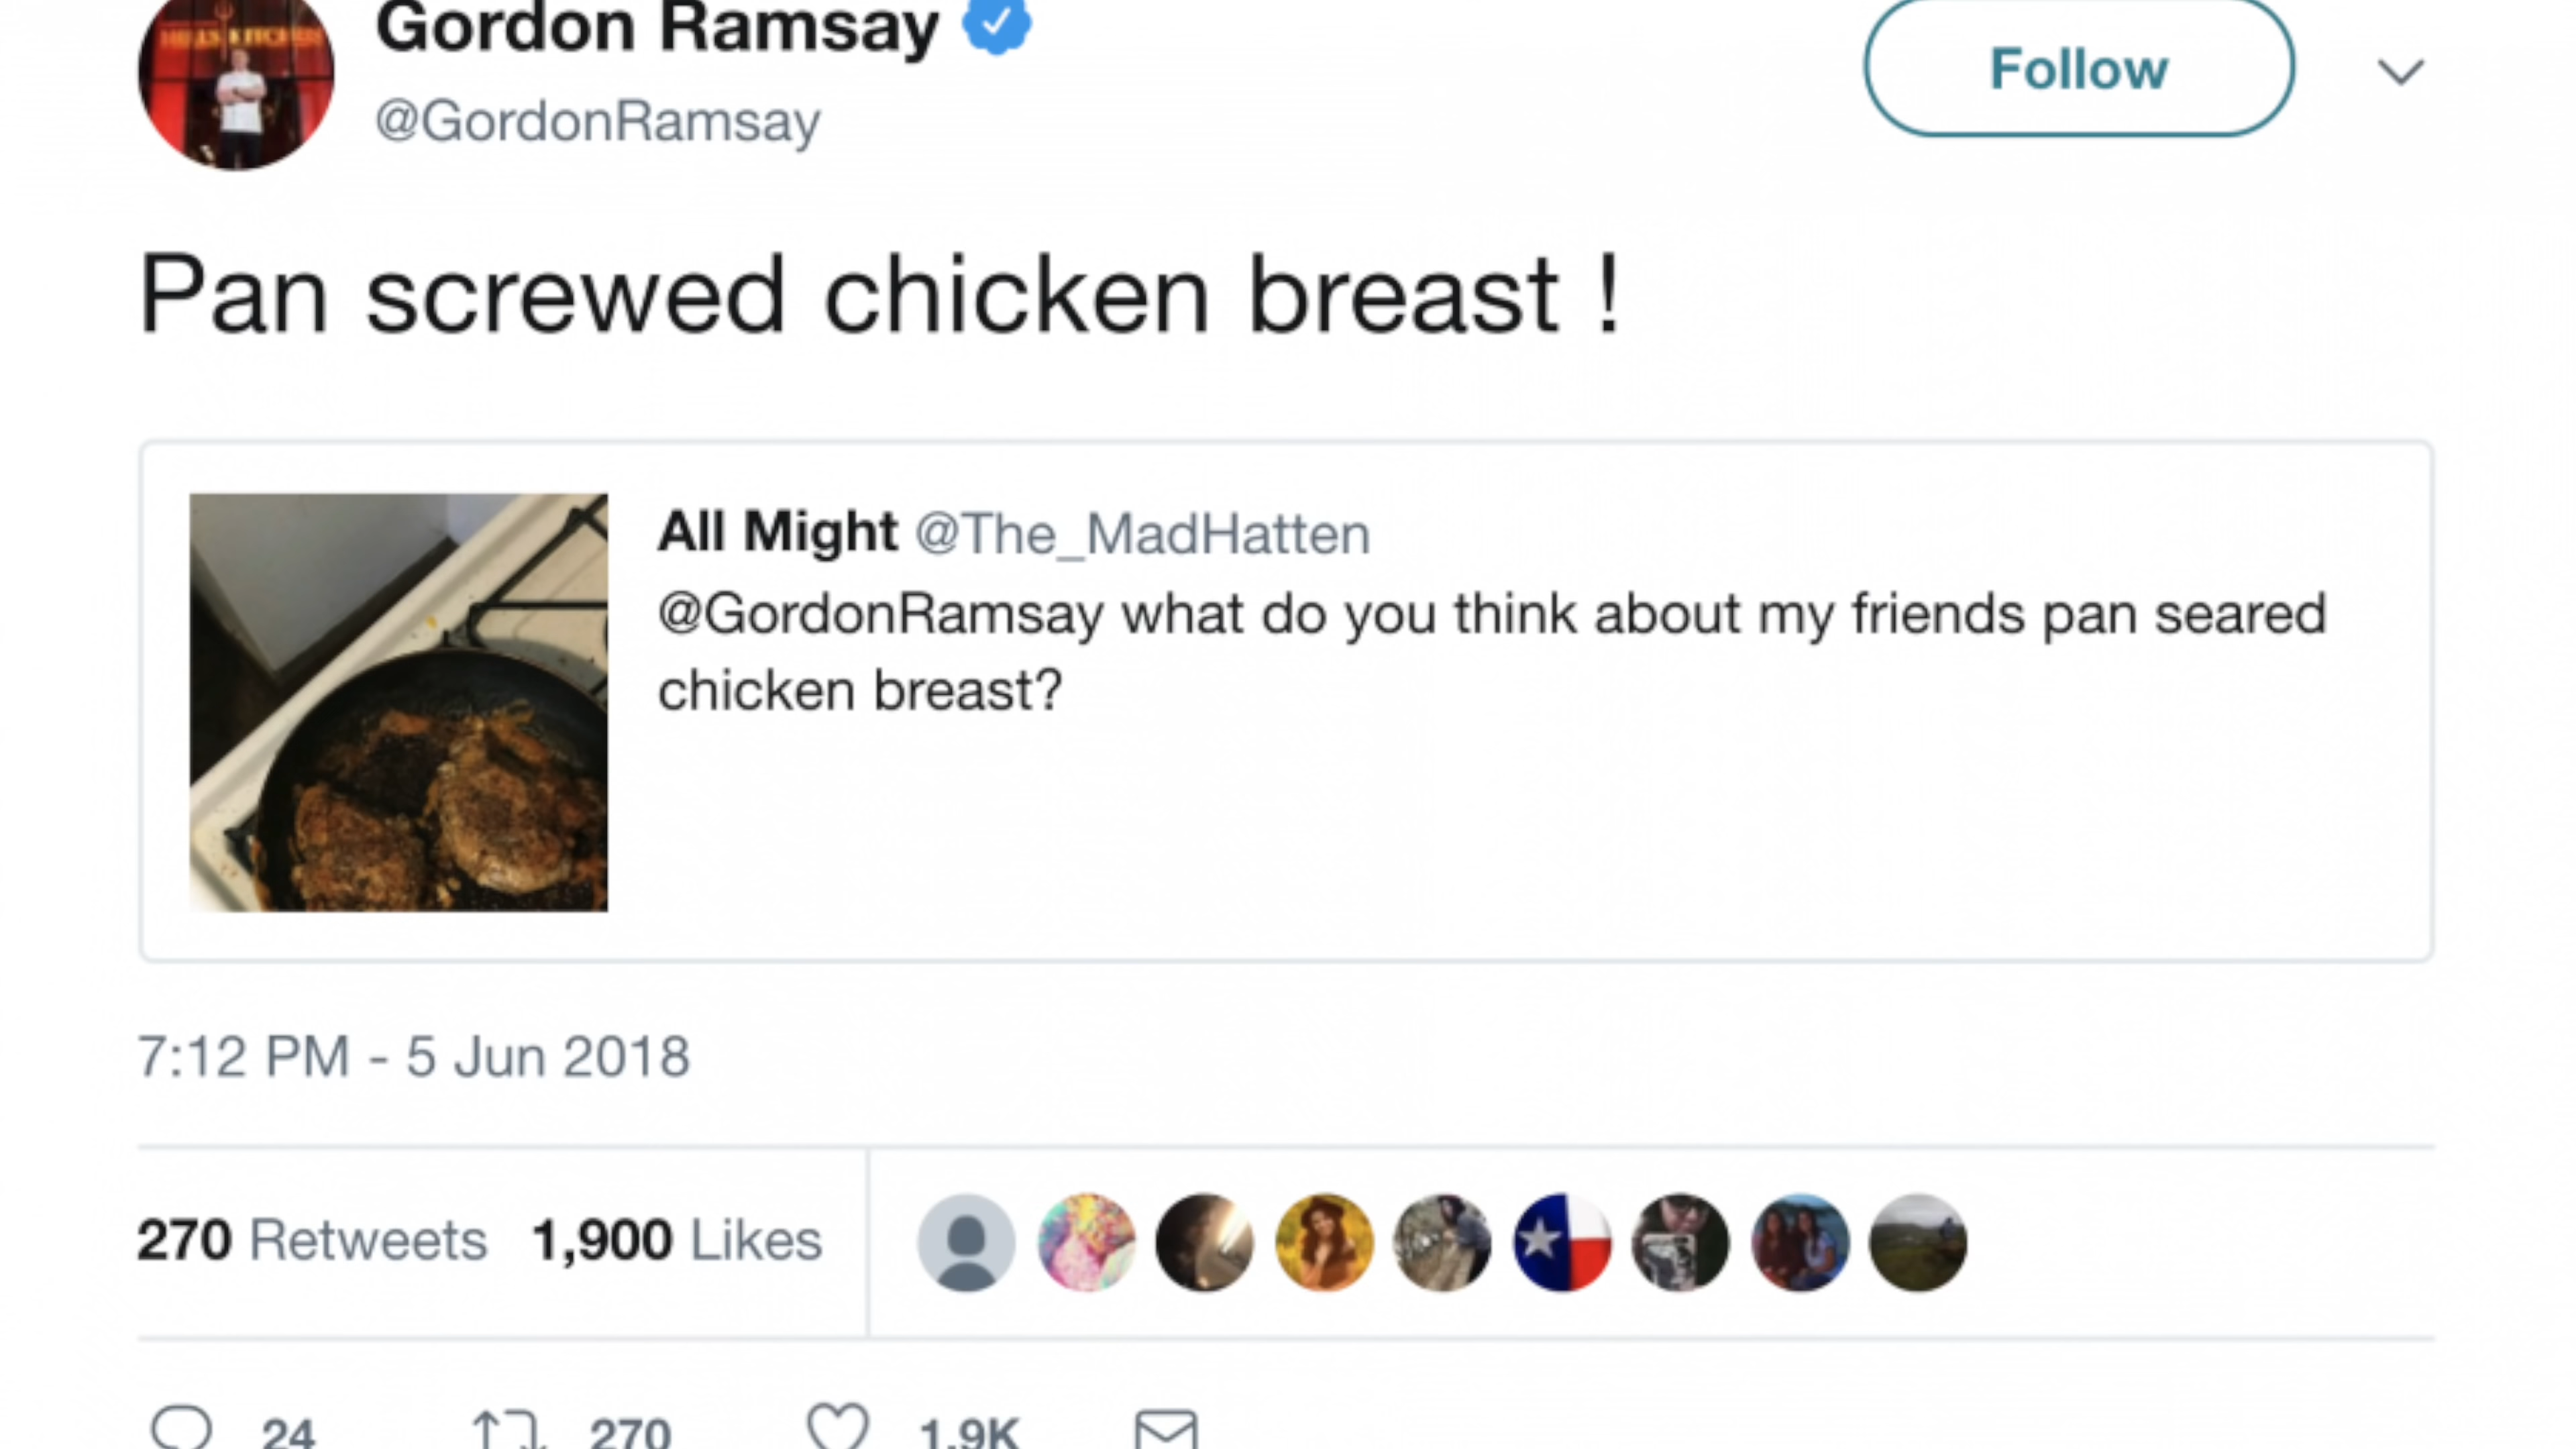 Gordon Ramsay
@GordonRamsay
Follow
Pan screwed chicken breast !
All Might @The_MadHatten
@GordonRamsay what do you think about my friends pan seared
chicken breast?
7:12 PM - 5 Jun 2018
270 Retweets 1,900 Likes
24 270 1.9K